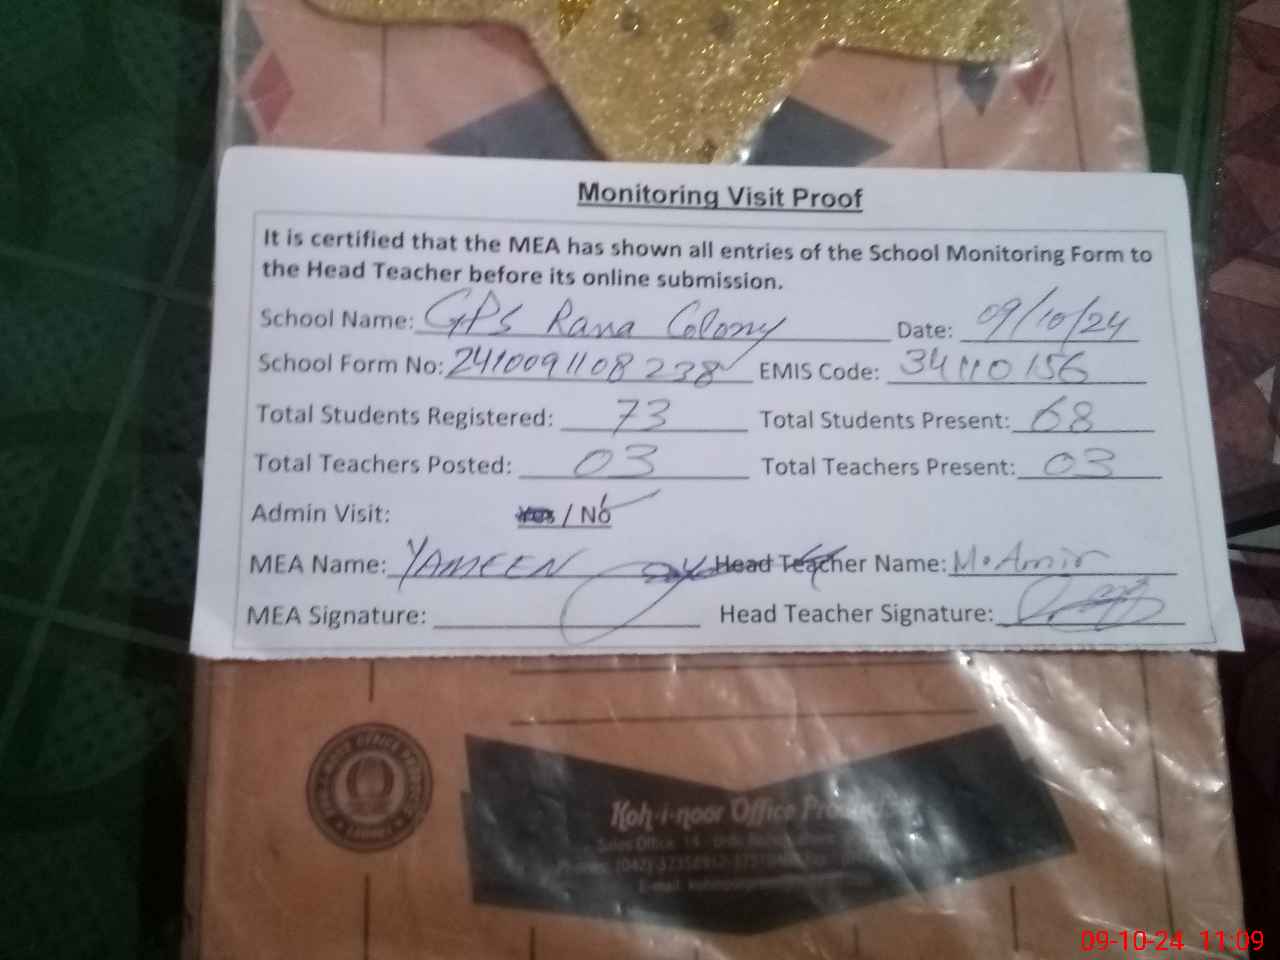 Monitoring Visit Proof
It is certified that the MEA has shown all entries of the School Monitoring Form to
the Head Teacher before its online submission.
School Name: GPS Rana Colony Date: 09/10/24
School Form No: 2410091108238 EMIS Code: 34110156
Total Students Registered: 73 Total Students Present: 68
Total Teachers Posted: 03 Total Teachers Present: 03
Admin Visit: Yes / No
MEA Name: YAMEEN Head Teacher Name: M. Amir
MEA Signature: Head Teacher Signature:
Koh-i-noor Office Products
Sales Office
E-mail
09-10-24 11:09